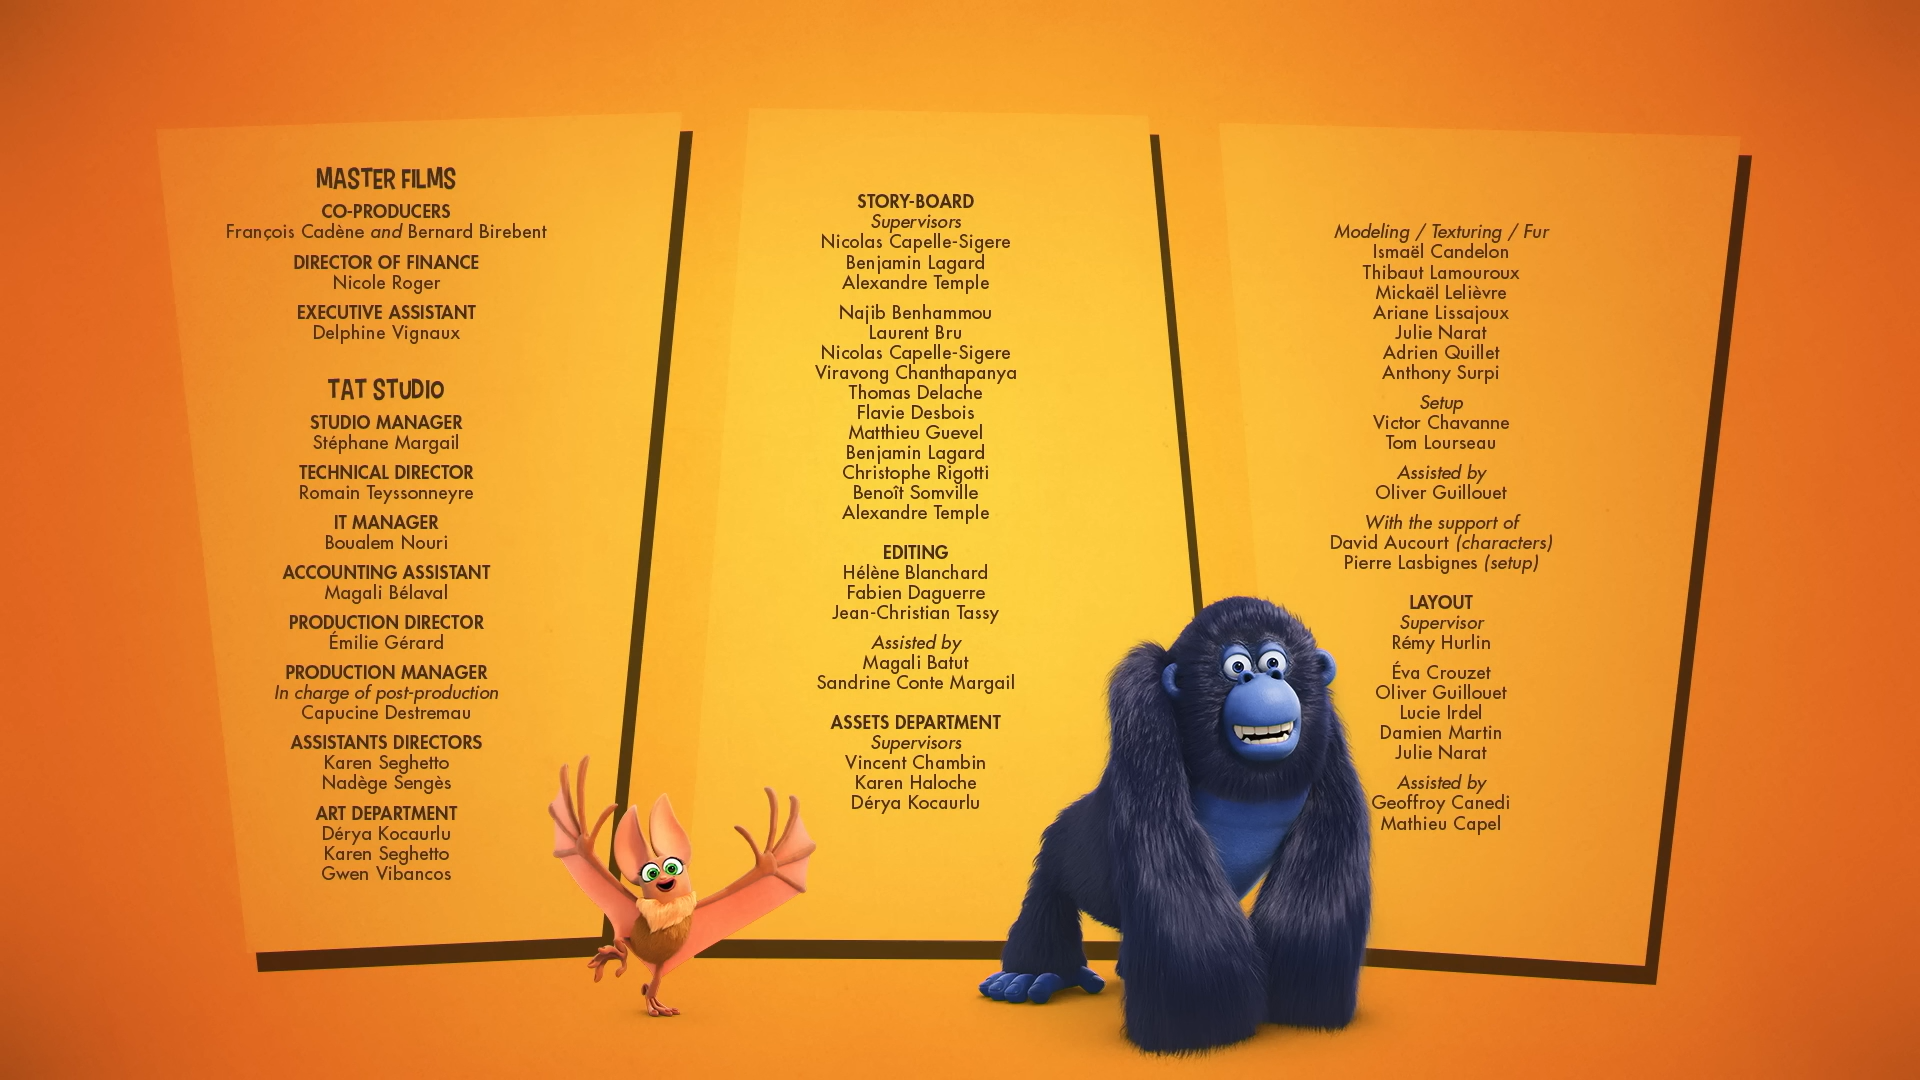 MASTER FILMS
CO-PRODUCERS
François Cadène and Bernard Birebent
DIRECTOR OF FINANCE
Nicole Roger
EXECUTIVE ASSISTANT
Delphine Vignaux
TAT STUDIO
STUDIO MANAGER
Stéphane Margail
TECHNICAL DIRECTOR
Romain Teyssonneyre
IT MANAGER
Boualem Nouri
ACCOUNTING ASSISTANT
Magali Bélaval
PRODUCTION DIRECTOR
Émilie Gérard
PRODUCTION MANAGER
In charge of post-production
Capucine Destremau
ASSISTANTS DIRECTORS
Karen Seghetto
Nadège Sengès
ART DEPARTMENT
Dérya Kocaurlu
Karen Seghetto
Gwen Vibancos
STORY-BOARD
Supervisors
Nicolas Capelle-Sigere
Benjamin Lagard
Alexandre Temple
Najib Benhammou
Laurent Bru
Nicolas Capelle-Sigere
Viravong Chanthapanya
Thomas Delache
Flavie Desbois
Matthieu Guevel
Benjamin Lagard
Christophe Rigotti
Benoît Somville
Alexandre Temple
EDITING
Hélène Blanchard
Fabien Daguerre
Jean-Christian Tassy
Assisted by
Magali Batut
Sandrine Conte Margail
ASSETS DEPARTMENT
Supervisors
Vincent Chambin
Karen Haloche
Dérya Kocaurlu
Modeling / Texturing / Fur
Ismaël Candelon
Thibaut Lamouroux
Mickaël Lelièvre
Ariane Lissajoux
Julie Narat
Adrien Quillet
Anthony Surpi
Setup
Victor Chavanne
Tom Lourseau
Assisted by
Oliver Guillouet
With the support of
David Aucourt (characters)
Pierre Lasbignes (setup)
LAYOUT
Supervisor
Rémy Hurlin
Éva Crouzet
Oliver Guillouet
Lucie Irdel
Damien Martin
Julie Narat
Assisted by
Geoffroy Canedi
Mathieu Capel